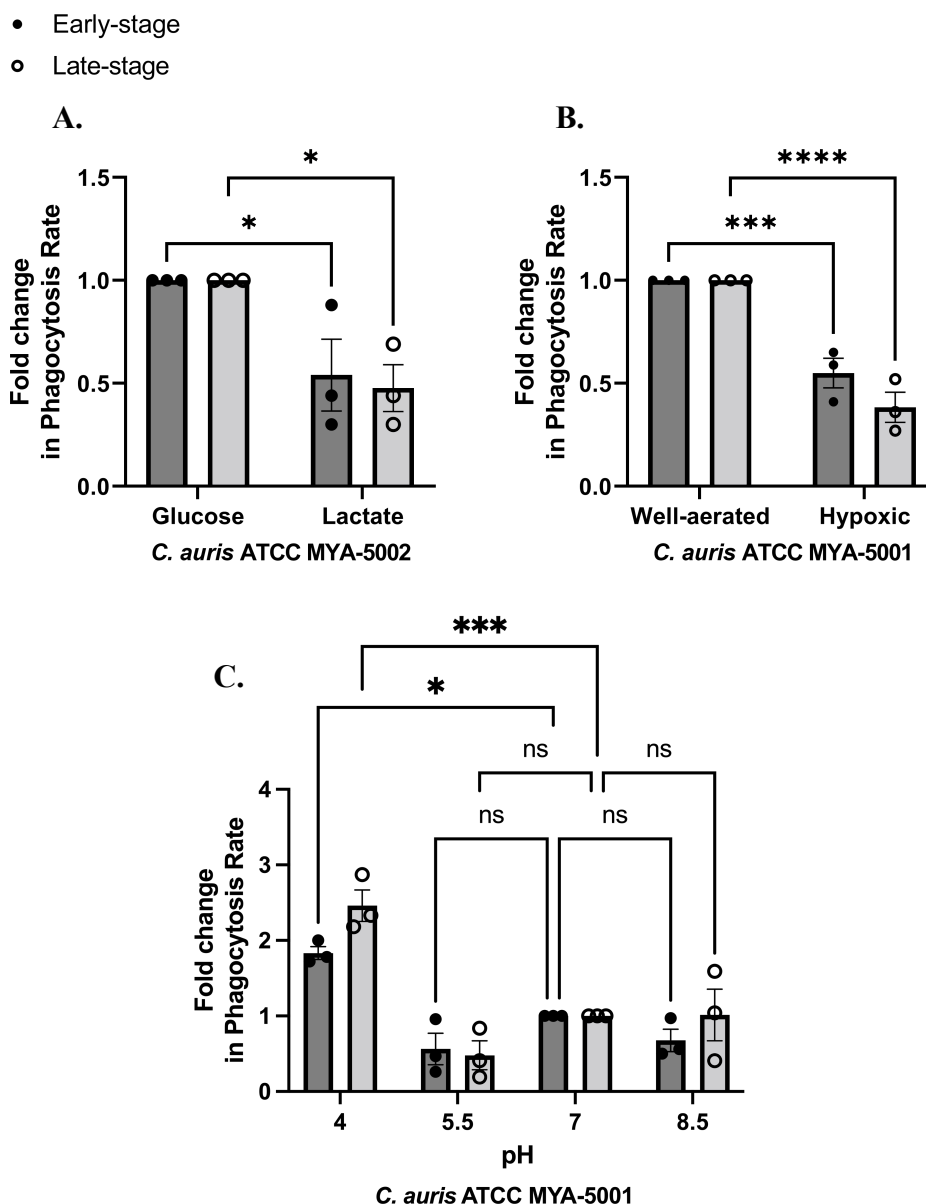 Early-stage
Late-stage
A.
Fold change
in Phagocytosis Rate
1.5
1.0
0.5
0.0
*
*
Glucose
Lactate
C. auris ATCC MYA-5002
B.
Fold change
in Phagocytosis Rate
1.5
1.0
0.5
0.0
****
***
Well-aerated
Hypoxic
C. auris ATCC MYA-5001
C.
Fold change
in Phagocytosis Rate
4
3
2
1
0
***
*
ns
ns
ns
ns
4
5.5
7
8.5
pH
C. auris ATCC MYA-5001